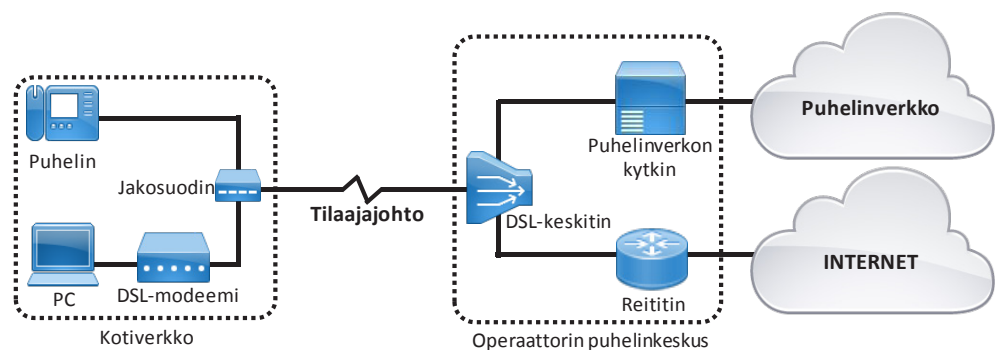 Puhelin
Jakosuodin
PC
DSL-modeemi
Kotiverkko
Tilaajajohto
DSL-keskitin
Puhelinverkon
kytkin
Reititin
Operaattorin puhelinkeskus
Puhelinverkko
INTERNET